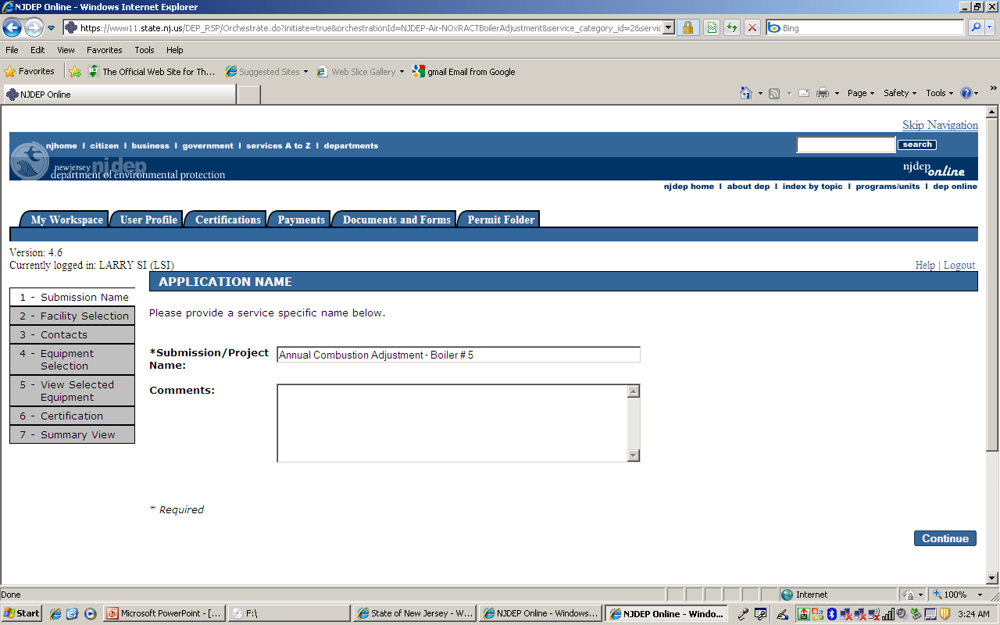 NJDEP Online - Windows Internet Explorer
https://www11.state.nj.us/DEP_RSP/Orchestrate.do?initiate=true&orchestrationId=NJDEP-Air-NOxRACTBoilerAdjustment&service_category_id=2&servic
Bing
File Edit View Favorites Tools Help
Favorites The Official Web Site for Th... Suggested Sites Web Slice Gallery gmail Email from Google
NJDEP Online
Page Safety Tools »
Skip Navigation
njhome I citizen I business I government I services A to Z I departments
search
newjersey njdep
department of environmental protection
njdep online
njdep home I about dep I index by topic I programs/units I dep online
My Workspace User Profile Certifications Payments Documents and Forms Permit Folder
Version: 4.6
Currently logged in: LARRY SI (LSI)
Help | Logout
APPLICATION NAME
1 - Submission Name
2 - Facility Selection
3 - Contacts
4 - Equipment
Selection
5 - View Selected
Equipment
6 - Certification
7 - Summary View
Please provide a service specific name below.
*Submission/Project
Name:
Annual Combustion Adjustment - Boiler # 5
Comments:
* Required
Continue
Done
Internet
100%
Start Microsoft PowerPoint - [... F:\ State of New Jersey - W... NJDEP Online - Windows... NJDEP Online - Windo... 3:24 AM